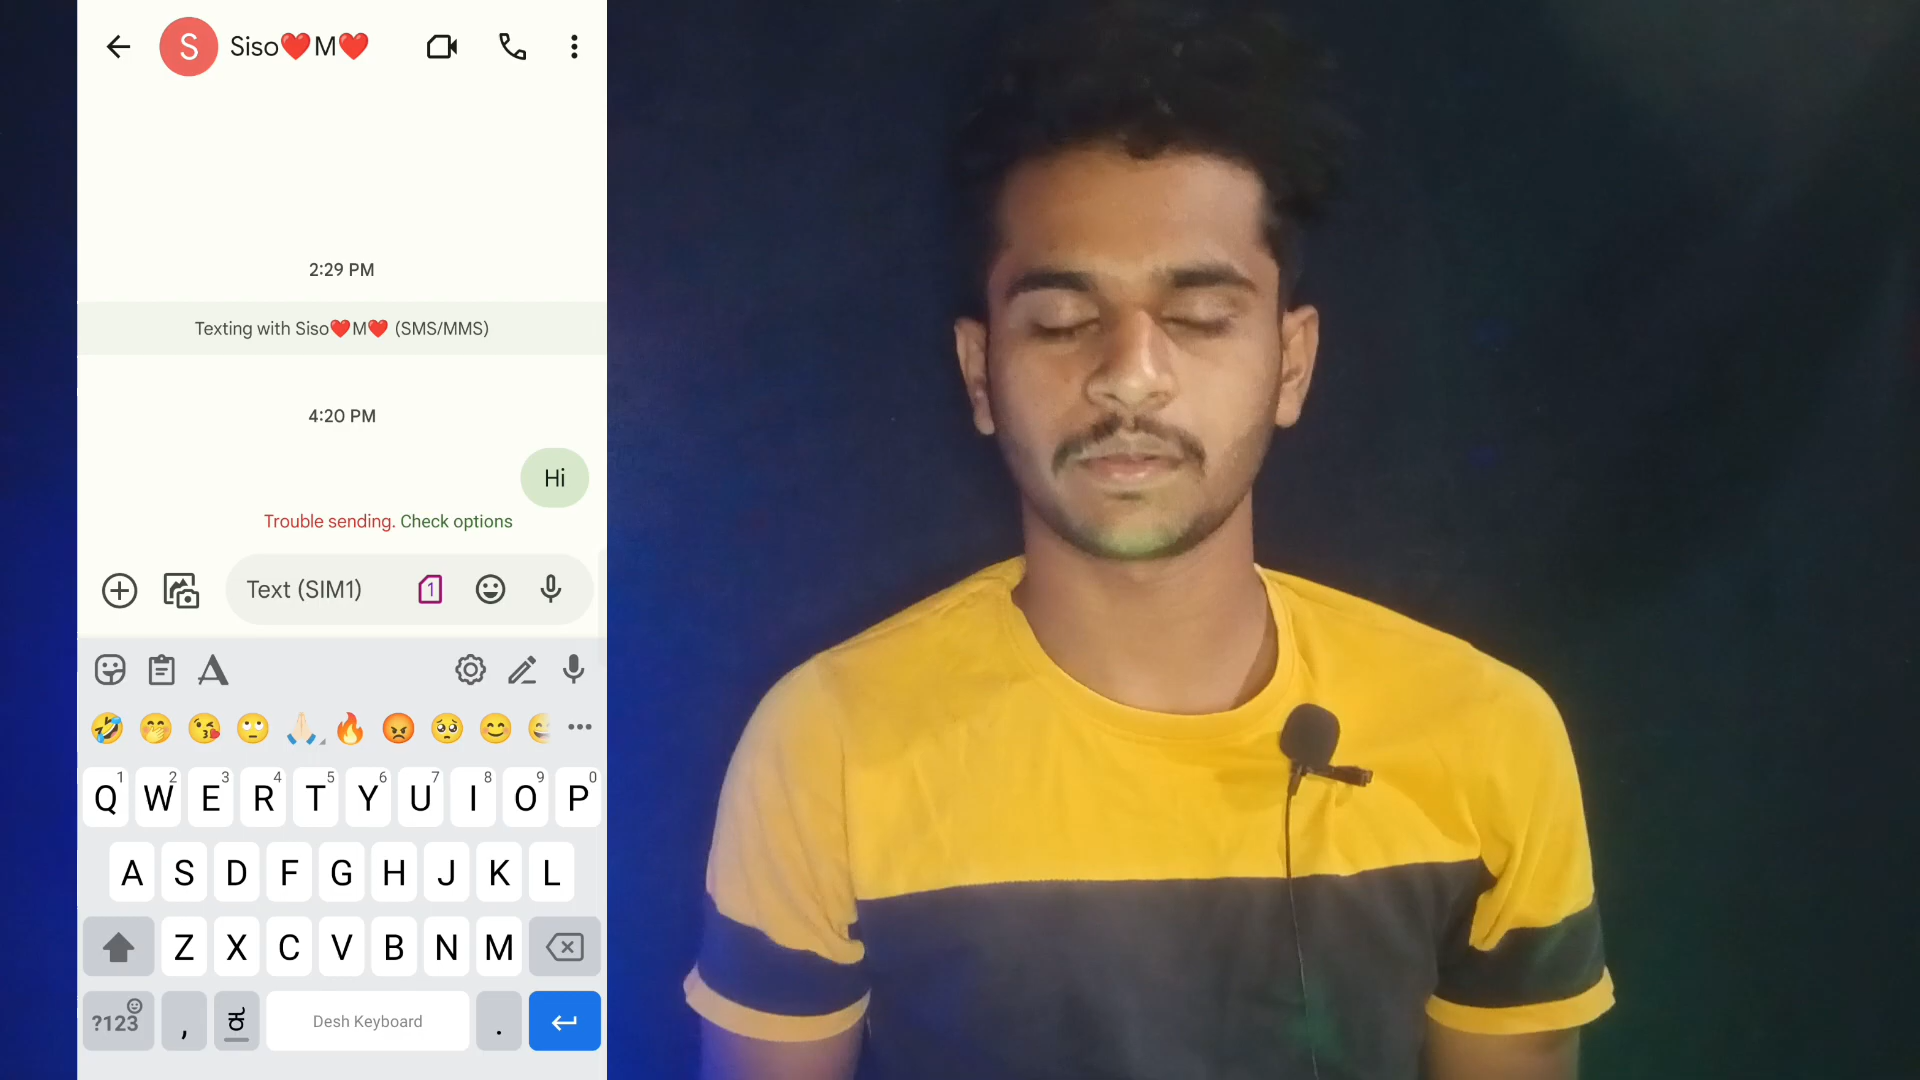 S Siso❤️M❤️
2:29 PM
Texting with Siso❤️M❤️ (SMS/MMS)
4:20 PM
Hi
Trouble sending. Check options
Text (SIM1) 1
A
1 2 3 4 5 6 7 8 9 0
Q W E R T Y U I O P
A S D F G H J K L
Z X C V B N M
?123 , ಕ Desh Keyboard .